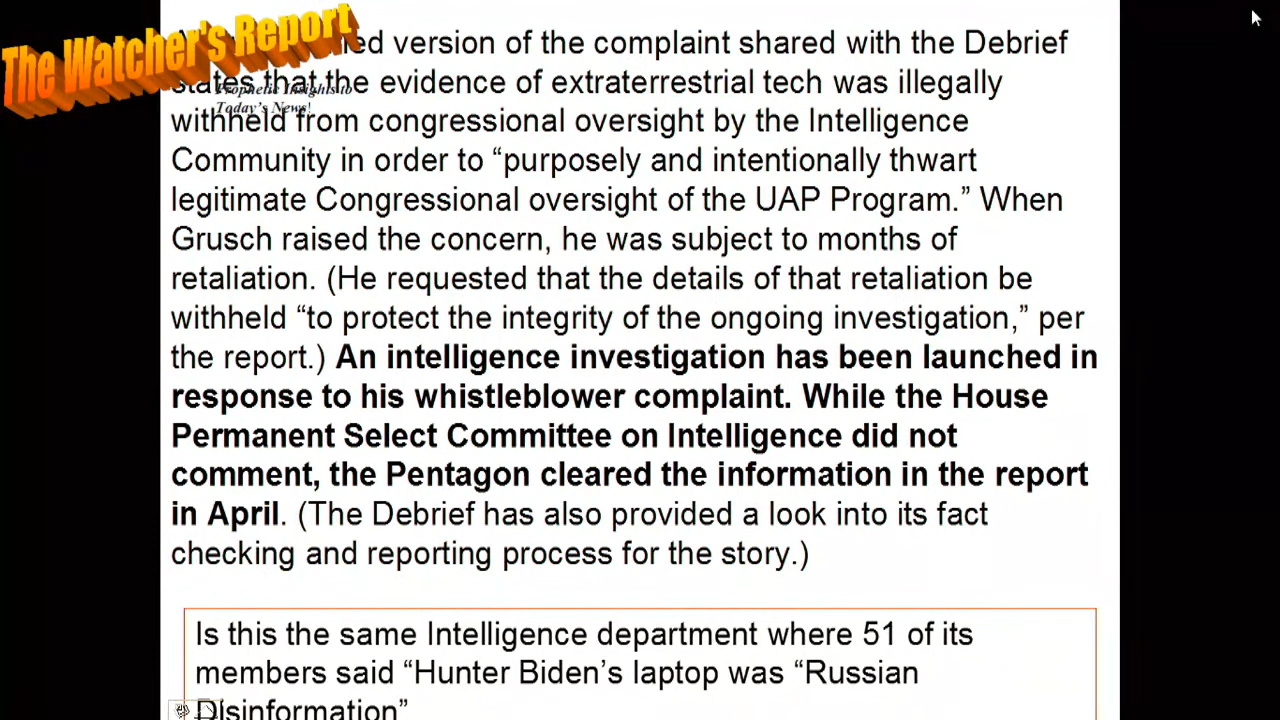 The Watcher's Report
Prophetic Insights to
Today's News!
ed version of the complaint shared with the Debrief
states that the evidence of extraterrestrial tech was illegally
withheld from congressional oversight by the Intelligence
Community in order to “purposely and intentionally thwart
legitimate Congressional oversight of the UAP Program.” When
Grusch raised the concern, he was subject to months of
retaliation. (He requested that the details of that retaliation be
withheld “to protect the integrity of the ongoing investigation,” per
the report.) An intelligence investigation has been launched in
response to his whistleblower complaint. While the House
Permanent Select Committee on Intelligence did not
comment, the Pentagon cleared the information in the report
in April. (The Debrief has also provided a look into its fact
checking and reporting process for the story.)
Is this the same Intelligence department where 51 of its
members said “Hunter Biden’s laptop was “Russian
Disinformation”